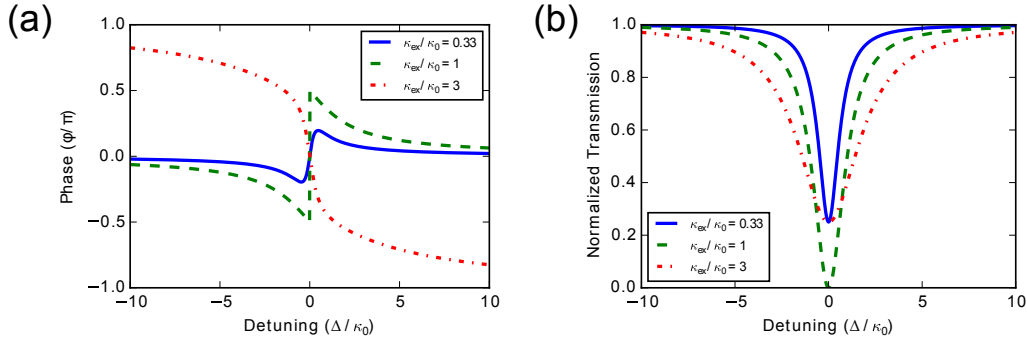 (a)
1.0
0.5
0.0
−0.5
−1.0
Phase (φ/π)
κex/κ0 = 0.33
κex/κ0 = 1
κex/κ0 = 3
−10
−5
0
5
10
Detuning (Δ/κ0)
(b)
1.0
0.8
0.6
0.4
0.2
0.0
Normalized Transmission
κex/κ0 = 0.33
κex/κ0 = 1
κex/κ0 = 3
−10
−5
0
5
10
Detuning (Δ/κ0)